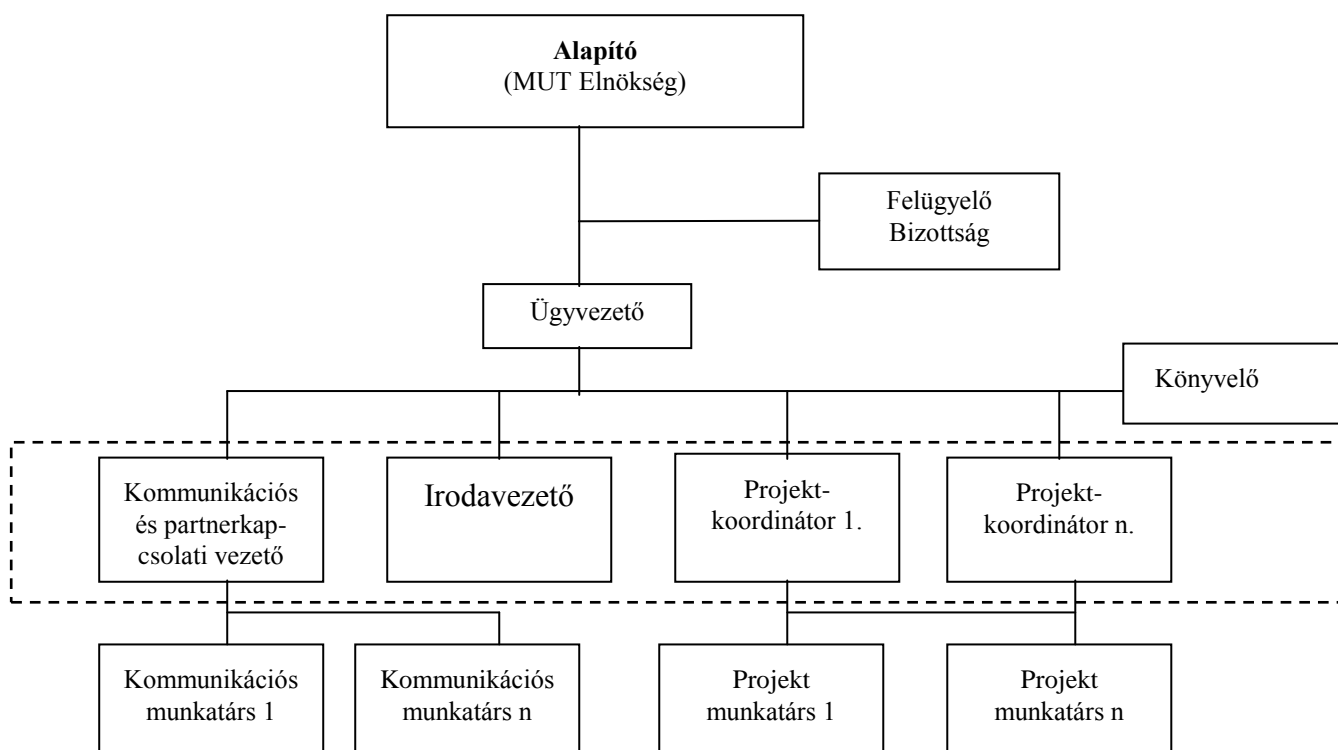 Alapító
(MUT Elnökség)
Felügyelő
Bizottság
Ügyvezető
Könyvelő
Kommunikációs
és partnerkap-
csolati vezető
Irodavezető
Projekt-
koordinátor 1.
Projekt-
koordinátor n.
Kommunikációs
munkatárs 1
Kommunikációs
munkatárs n
Projekt
munkatárs 1
Projekt
munkatárs n